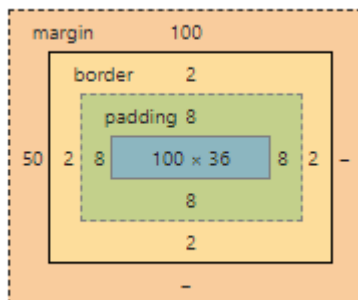 margin 100
border 2
padding 8
50 2 8 100 × 36 8 2 –
8
2
–